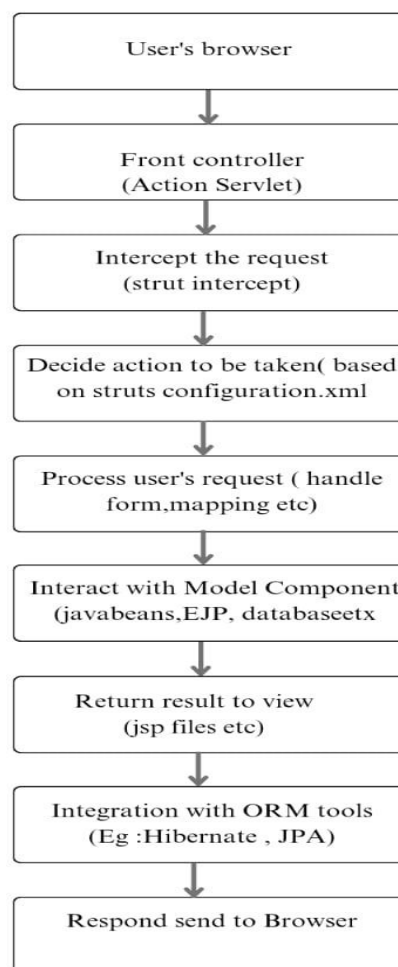 User's browser
Front controller
(Action Servlet)
Intercept the request
(strut intercept)
Decide action to be taken( based
on struts configuration.xml
Process user's request ( handle
form,mapping etc)
Interact with Model Component
(javabeans,EJP, databaseetx
Return result to view
(jsp files etc)
Integration with ORM tools
(Eg :Hibernate , JPA)
Respond send to Browser